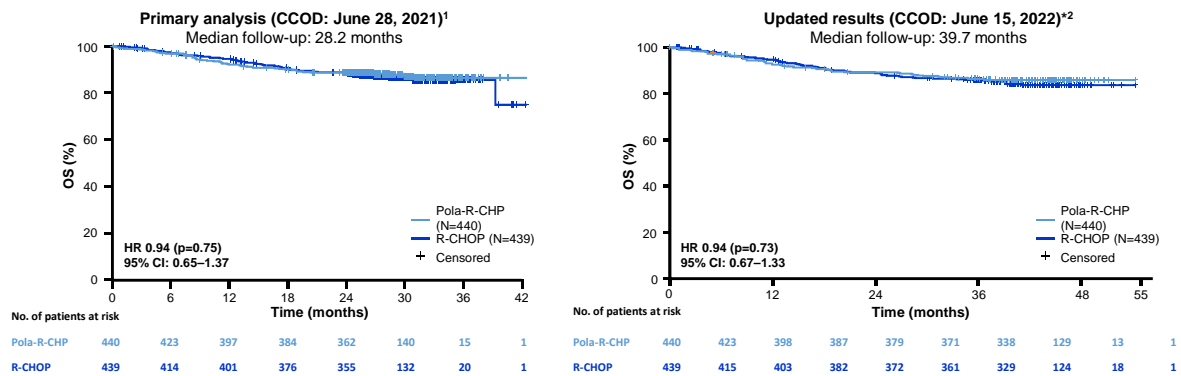 Primary analysis (CCOD: June 28, 2021)1
Median follow-up: 28.2 months
100
80
60
40
20
0
OS (%)
Pola-R-CHP
(N=440)
R-CHOP (N=439)
Censored
HR 0.94 (p=0.75)
95% CI: 0.65–1.37
0 6 12 18 24 30 36 42
Time (months)
No. of patients at risk
Pola-R-CHP 440 423 397 384 362 140 15 1
R-CHOP 439 414 401 376 355 132 20 1
Updated results (CCOD: June 15, 2022)*2
Median follow-up: 39.7 months
100
80
60
40
20
0
OS (%)
Pola-R-CHP
(N=440)
R-CHOP (N=439)
Censored
HR 0.94 (p=0.73)
95% CI: 0.67–1.33
0 12 24 36 48 55
Time (months)
No. of patients at risk
Pola-R-CHP 440 423 398 387 379 371 338 129 13 1
R-CHOP 439 415 403 382 372 361 329 124 18 1